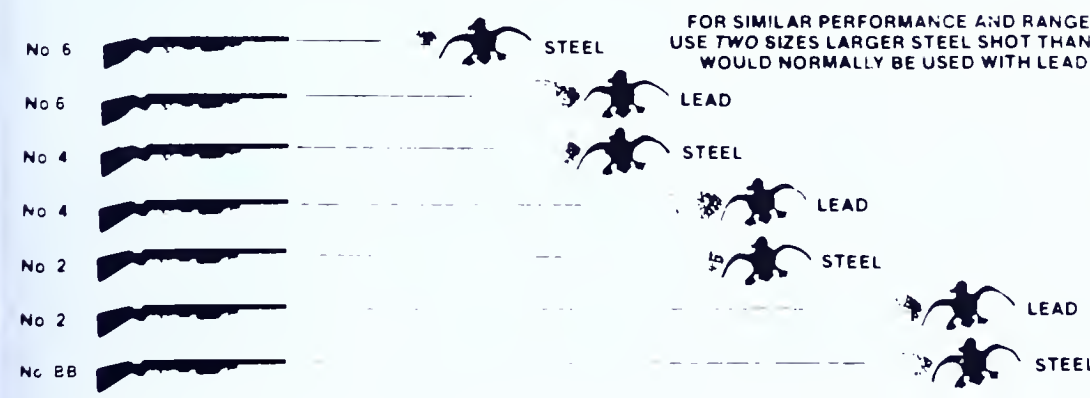 FOR SIMILAR PERFORMANCE AND RANGE
USE TWO SIZES LARGER STEEL SHOT THAN
WOULD NORMALLY BE USED WITH LEAD
No 6 STEEL
No 6 LEAD
No 4 STEEL
No 4 LEAD
No 2 STEEL
No 2 LEAD
No BB STEEL